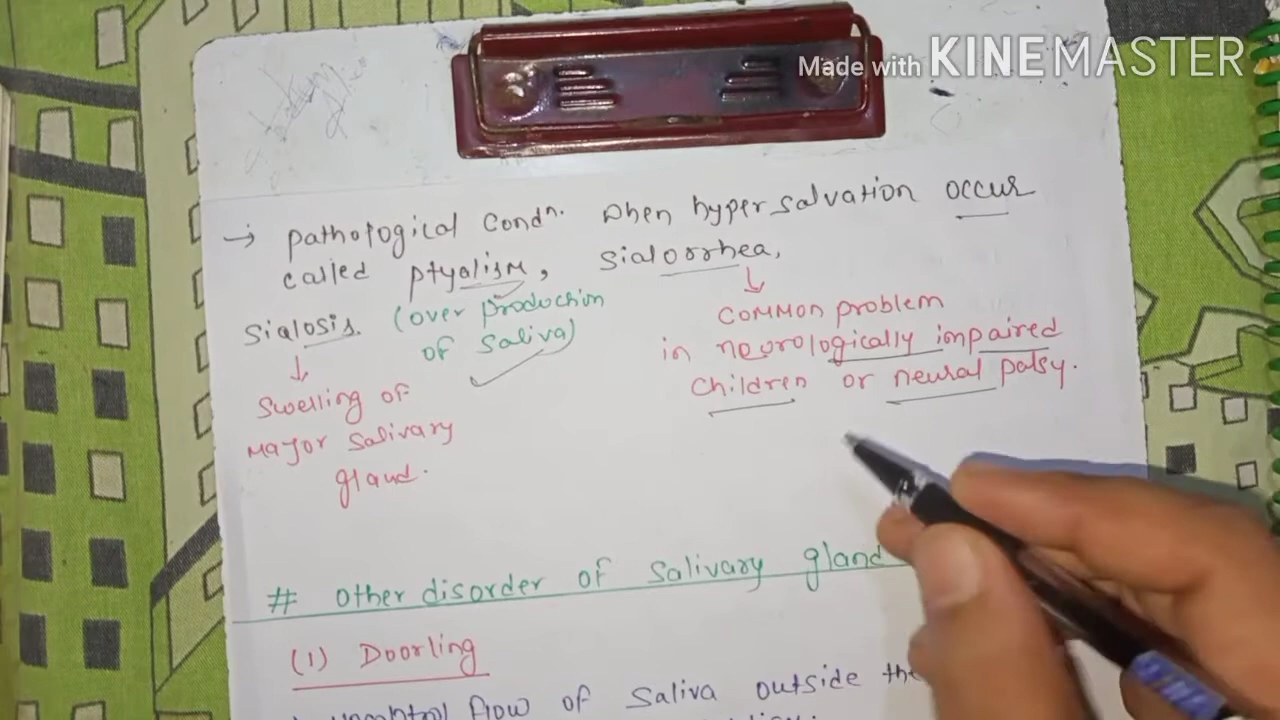 Made with KINEMASTER
→ pathological condn. when hypersalvation occur
called ptyalism, sialorrhea,
sialosis. (over production
of saliva)
↓
swelling of
major salivary
gland.
↓
common problem
in neurologically impaired
children or neural palsy.
# other disorder of salivary gland
(1) Doorling
flow of saliva outside the